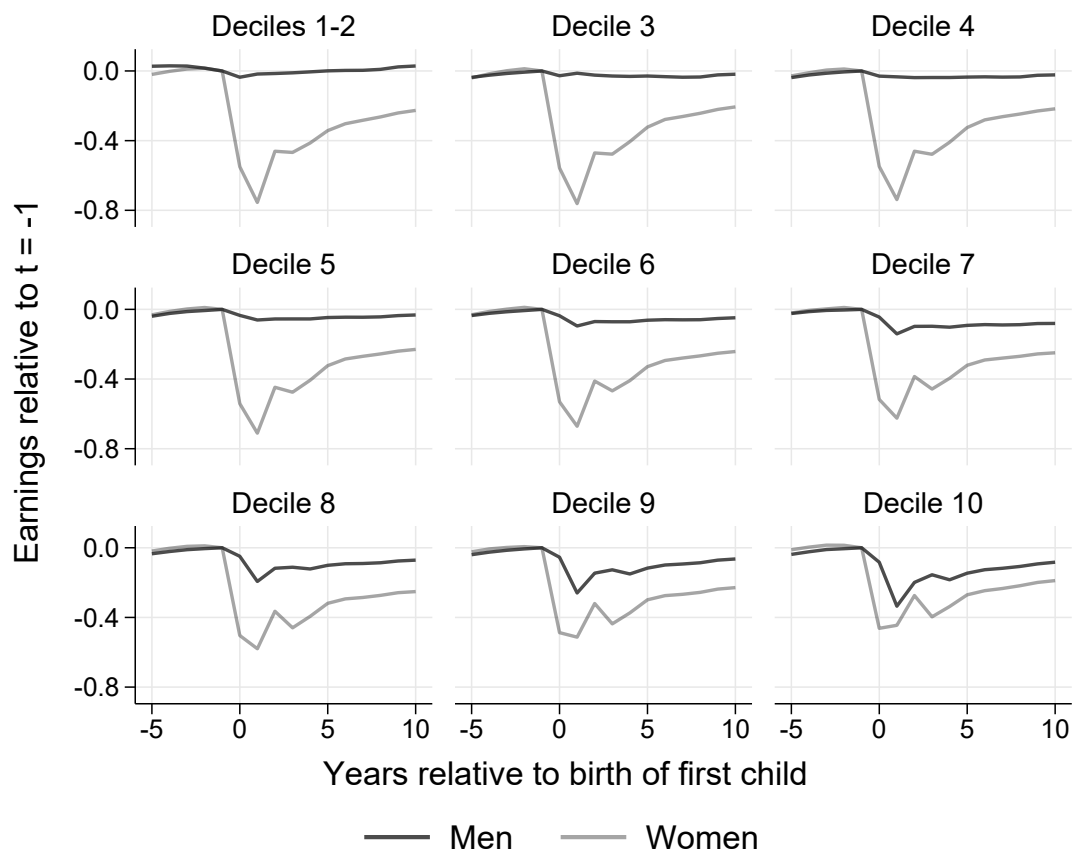 Deciles 1-2 Decile 3 Decile 4
0.0
-0.4
-0.8
Decile 5 Decile 6 Decile 7
0.0
-0.4
-0.8
Decile 8 Decile 9 Decile 10
0.0
-0.4
-0.8
-5 0 5 10 -5 0 5 10 -5 0 5 10
Earnings relative to t = -1
Years relative to birth of first child
Men Women